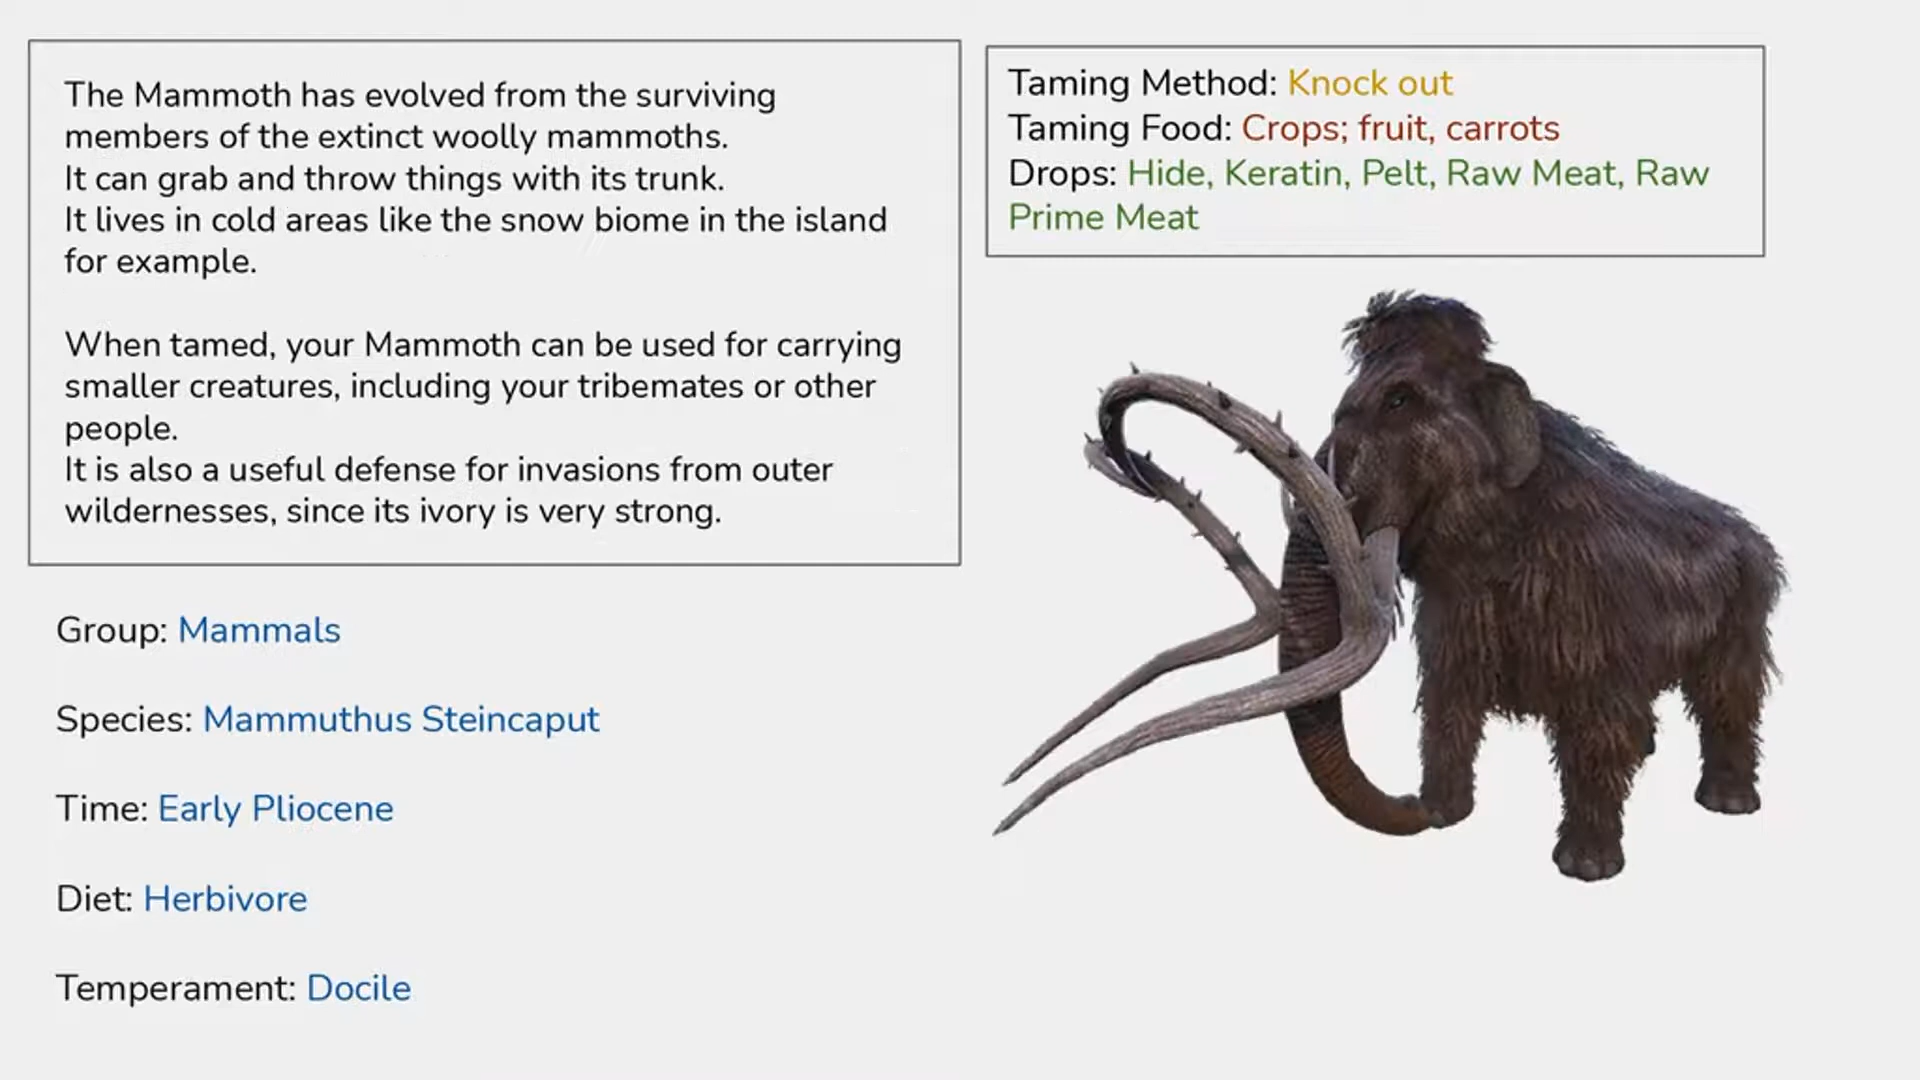 The Mammoth has evolved from the surviving
members of the extinct woolly mammoths.
It can grab and throw things with its trunk.
It lives in cold areas like the snow biome in the island
for example.
When tamed, your Mammoth can be used for carrying
smaller creatures, including your tribemates or other
people.
It is also a useful defense for invasions from outer
wildernesses, since its ivory is very strong.
Taming Method: Knock out
Taming Food: Crops; fruit, carrots
Drops: Hide, Keratin, Pelt, Raw Meat, Raw
Prime Meat
Group: Mammals
Species: Mammuthus Steincaput
Time: Early Pliocene
Diet: Herbivore
Temperament: Docile